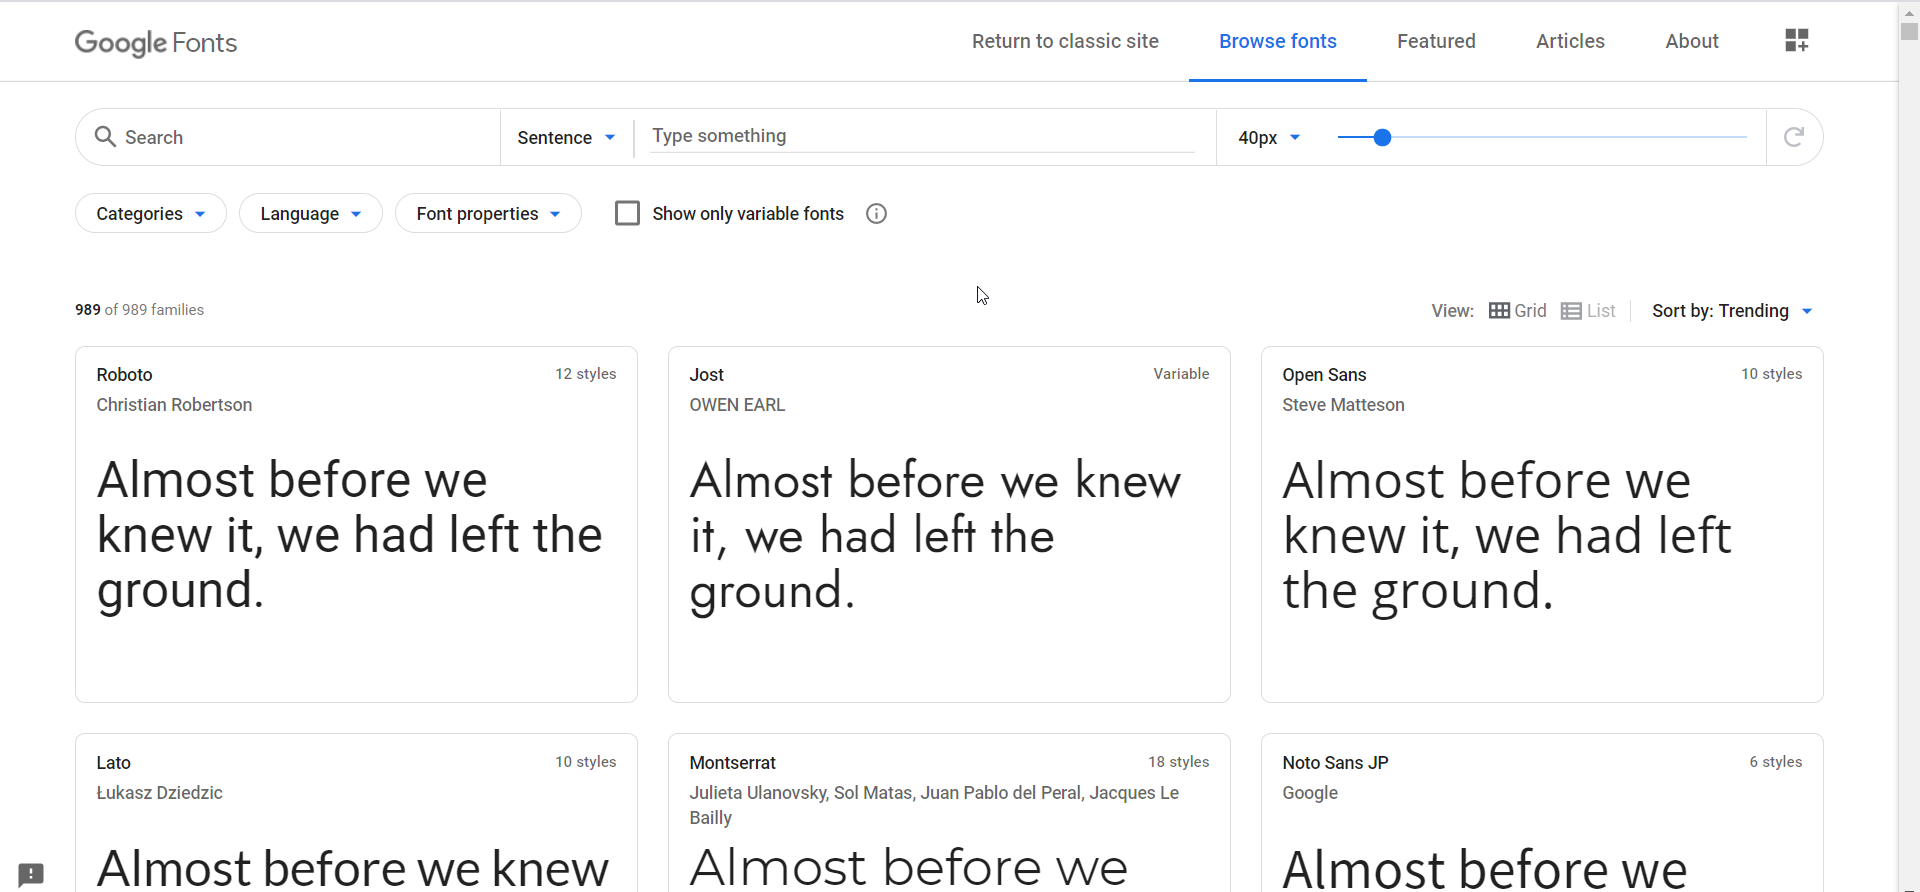 Google Fonts
Return to classic site
Browse fonts
Featured
Articles
About
Search
Sentence
Type something
40px
Categories
Language
Font properties
Show only variable fonts
989 of 989 families
View:
Grid
List
Sort by: Trending
Roboto
12 styles
Christian Robertson
Almost before we
knew it, we had left the
ground.
Jost
Variable
OWEN EARL
Almost before we knew
it, we had left the
ground.
Open Sans
10 styles
Steve Matteson
Almost before we
knew it, we had left
the ground.
Lato
10 styles
Łukasz Dziedzic
Almost before we knew
Montserrat
18 styles
Julieta Ulanovsky, Sol Matas, Juan Pablo del Peral, Jacques Le
Bailly
Almost before we
Noto Sans JP
6 styles
Google
Almost before we